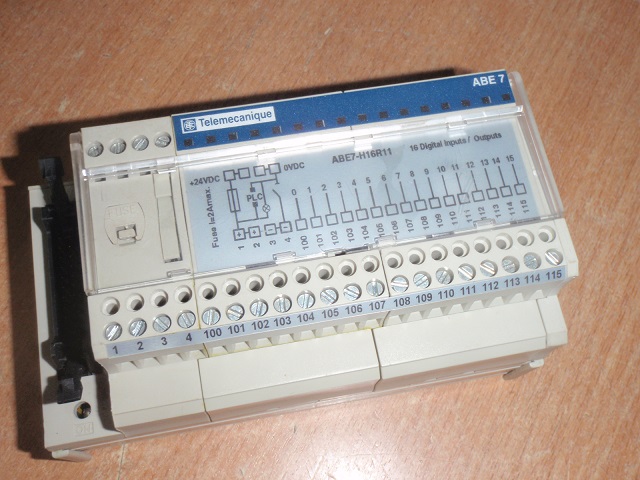 ABE 7
Telemecanique
ABE7-H16R11 16 Digital Inputs / Outputs
+24VDC 0VDC
PLC
Fuse is2Amax.
0 1 2 3 4 5 6 7 8 9 10 11 12 13 14 15
1 2 3 4 100 101 102 103 104 105 106 107 108 109 110 111 112 113 114 115
1 2 3 4 100 101 102 103 104 105 106 107 108 109 110 111 112 113 114 115